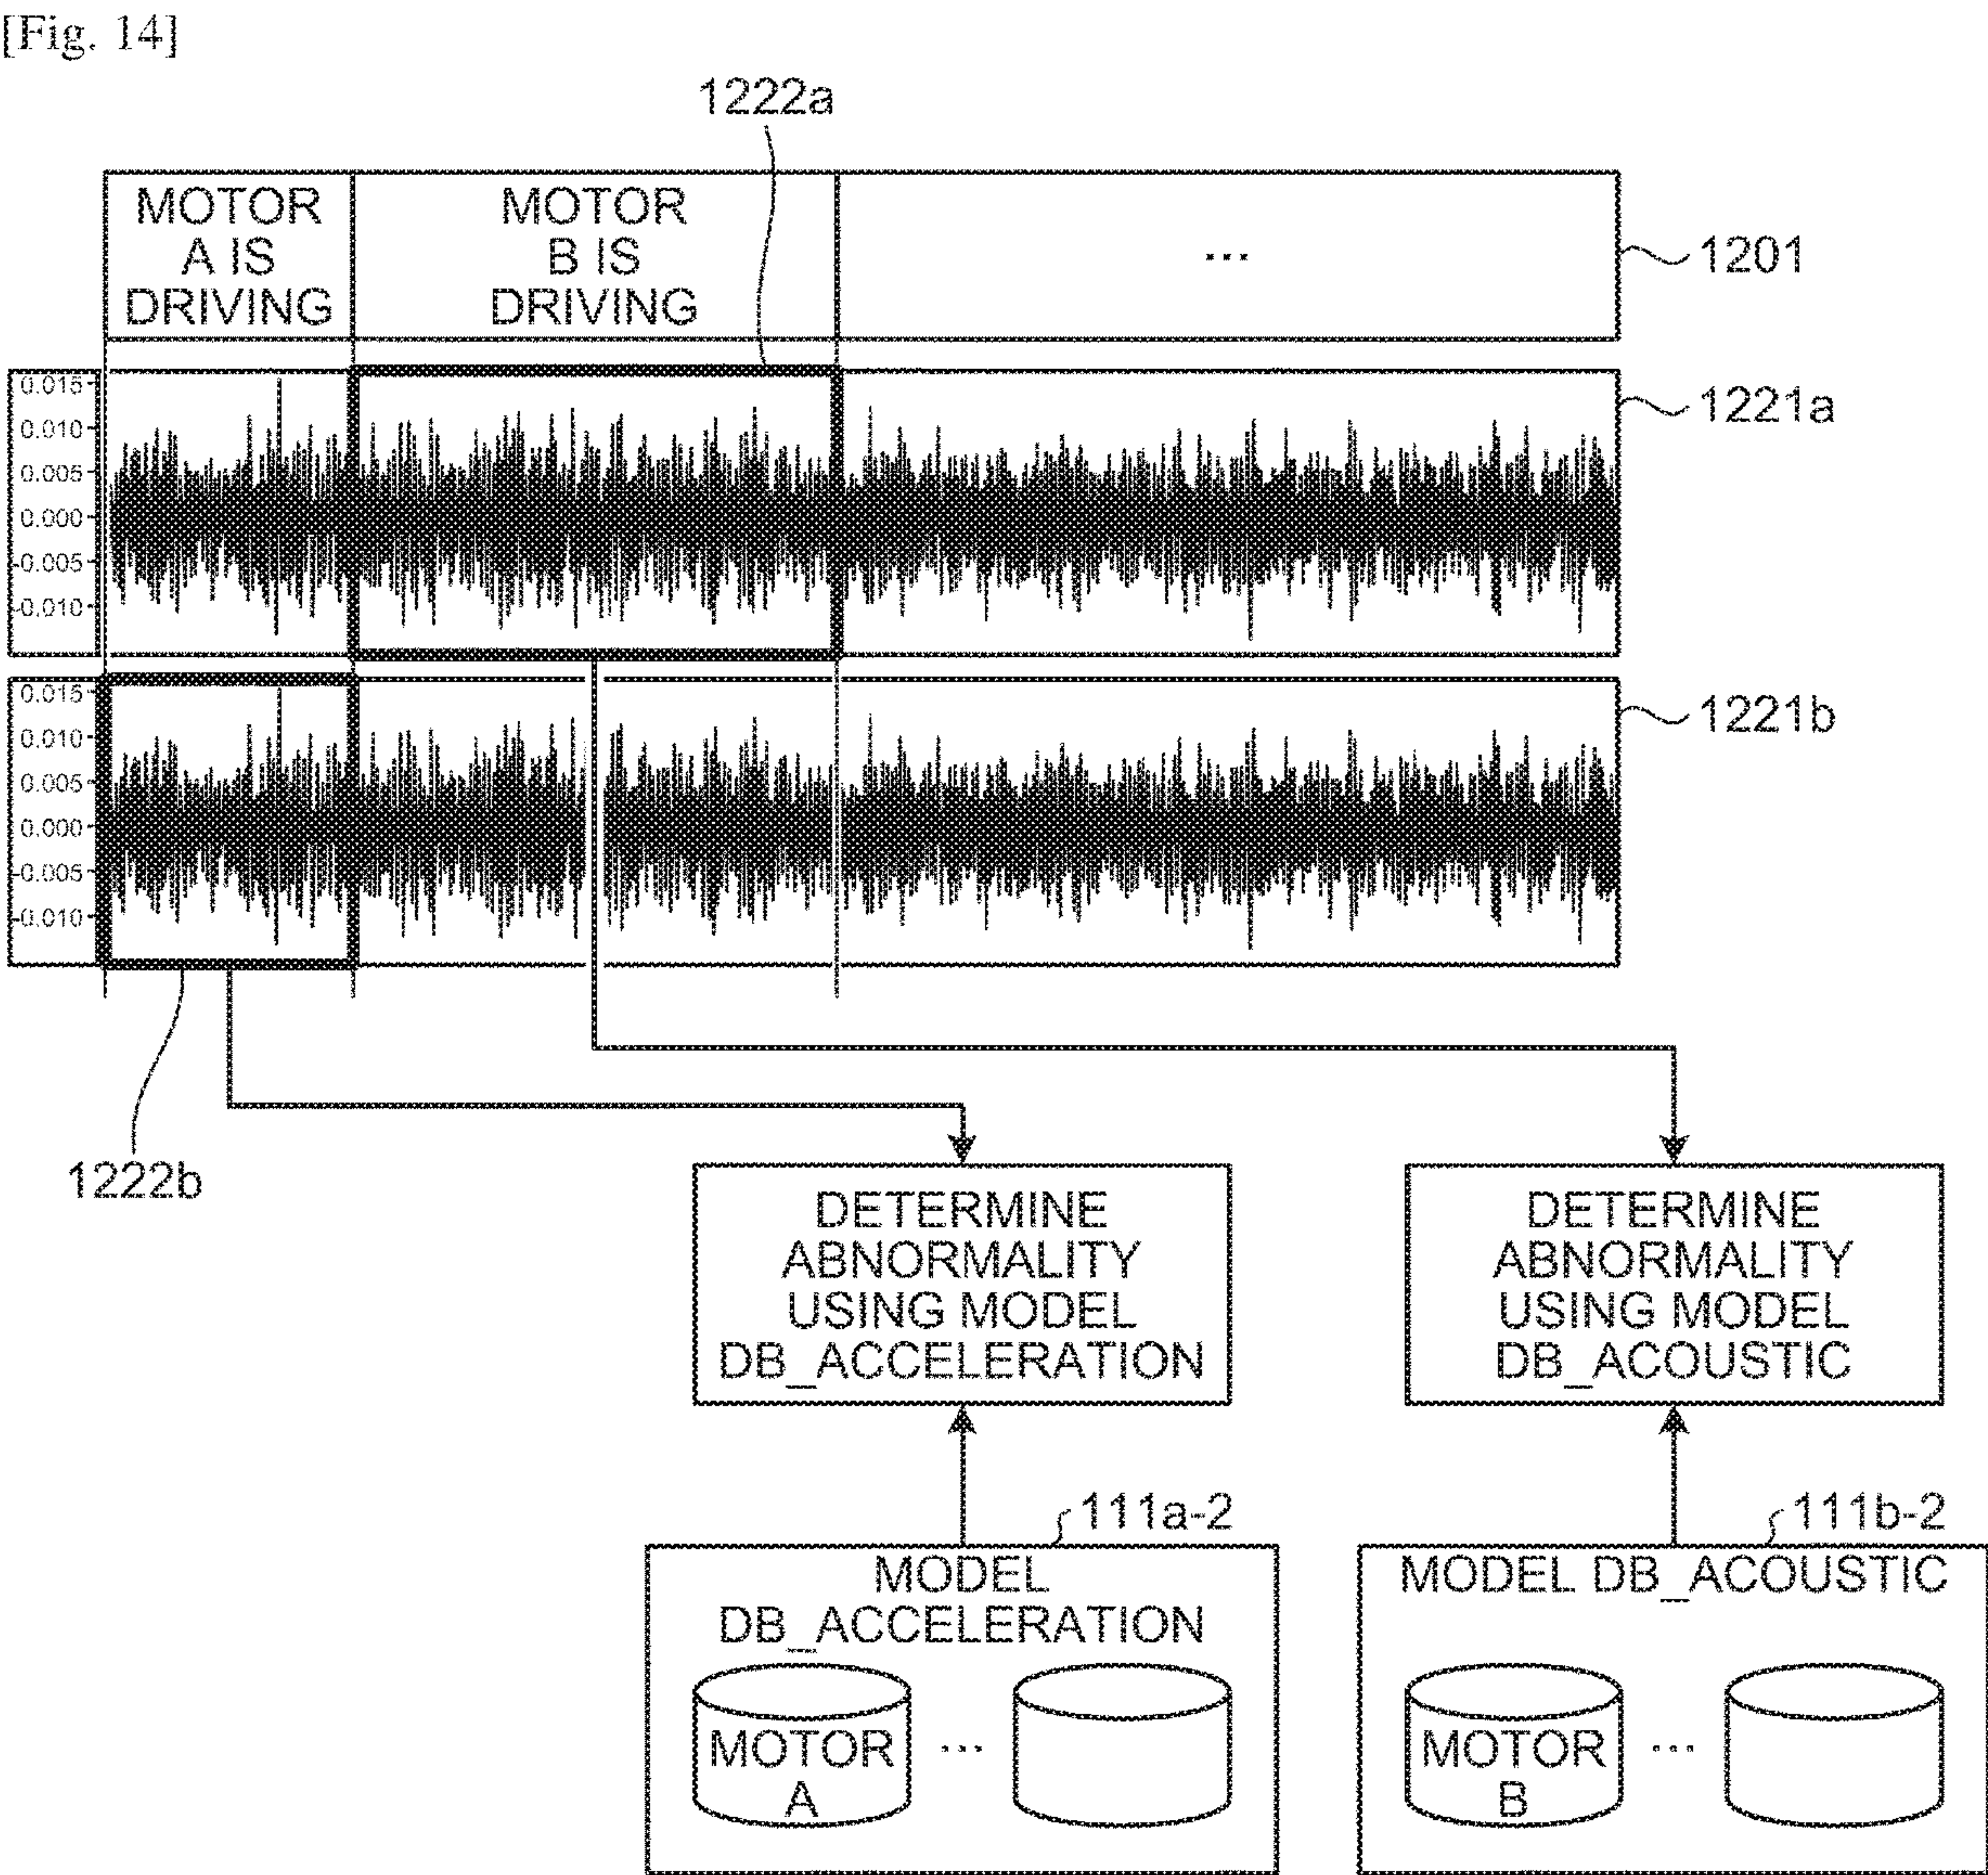 [Fig. 14]
1222a
MOTOR
A IS
DRIVING
MOTOR
B IS
DRIVING
...
1201
0.015
0.010
0.005
0.000
-0.005
-0.010
1221a
0.015
0.010
0.005
0.000
-0.005
-0.010
1221b
1222b
DETERMINE
ABNORMALITY
USING MODEL
DB_ACCELERATION
DETERMINE
ABNORMALITY
USING MODEL
DB_ACOUSTIC
111a-2
111b-2
MODEL
DB_ACCELERATION
MOTOR
A
...
MODEL DB_ACOUSTIC
MOTOR
B
...